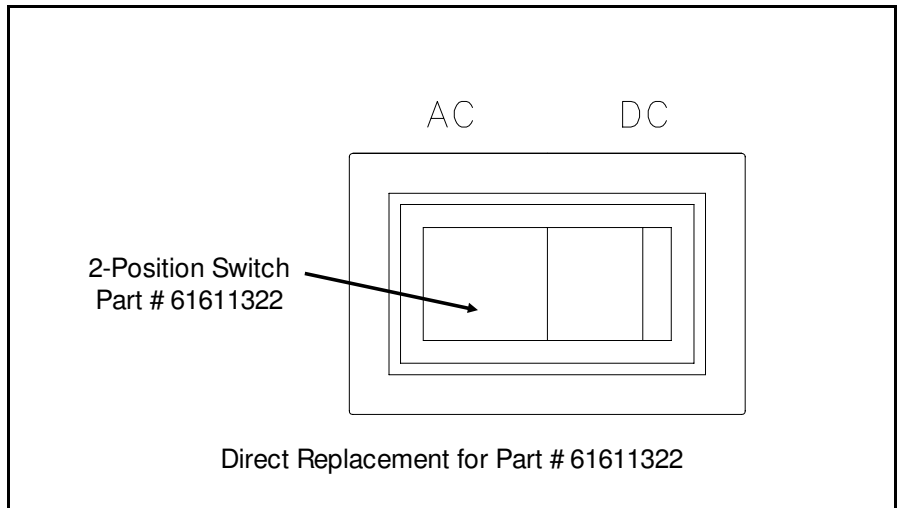 AC DC
2-Position Switch
Part # 61611322
Direct Replacement for Part # 61611322